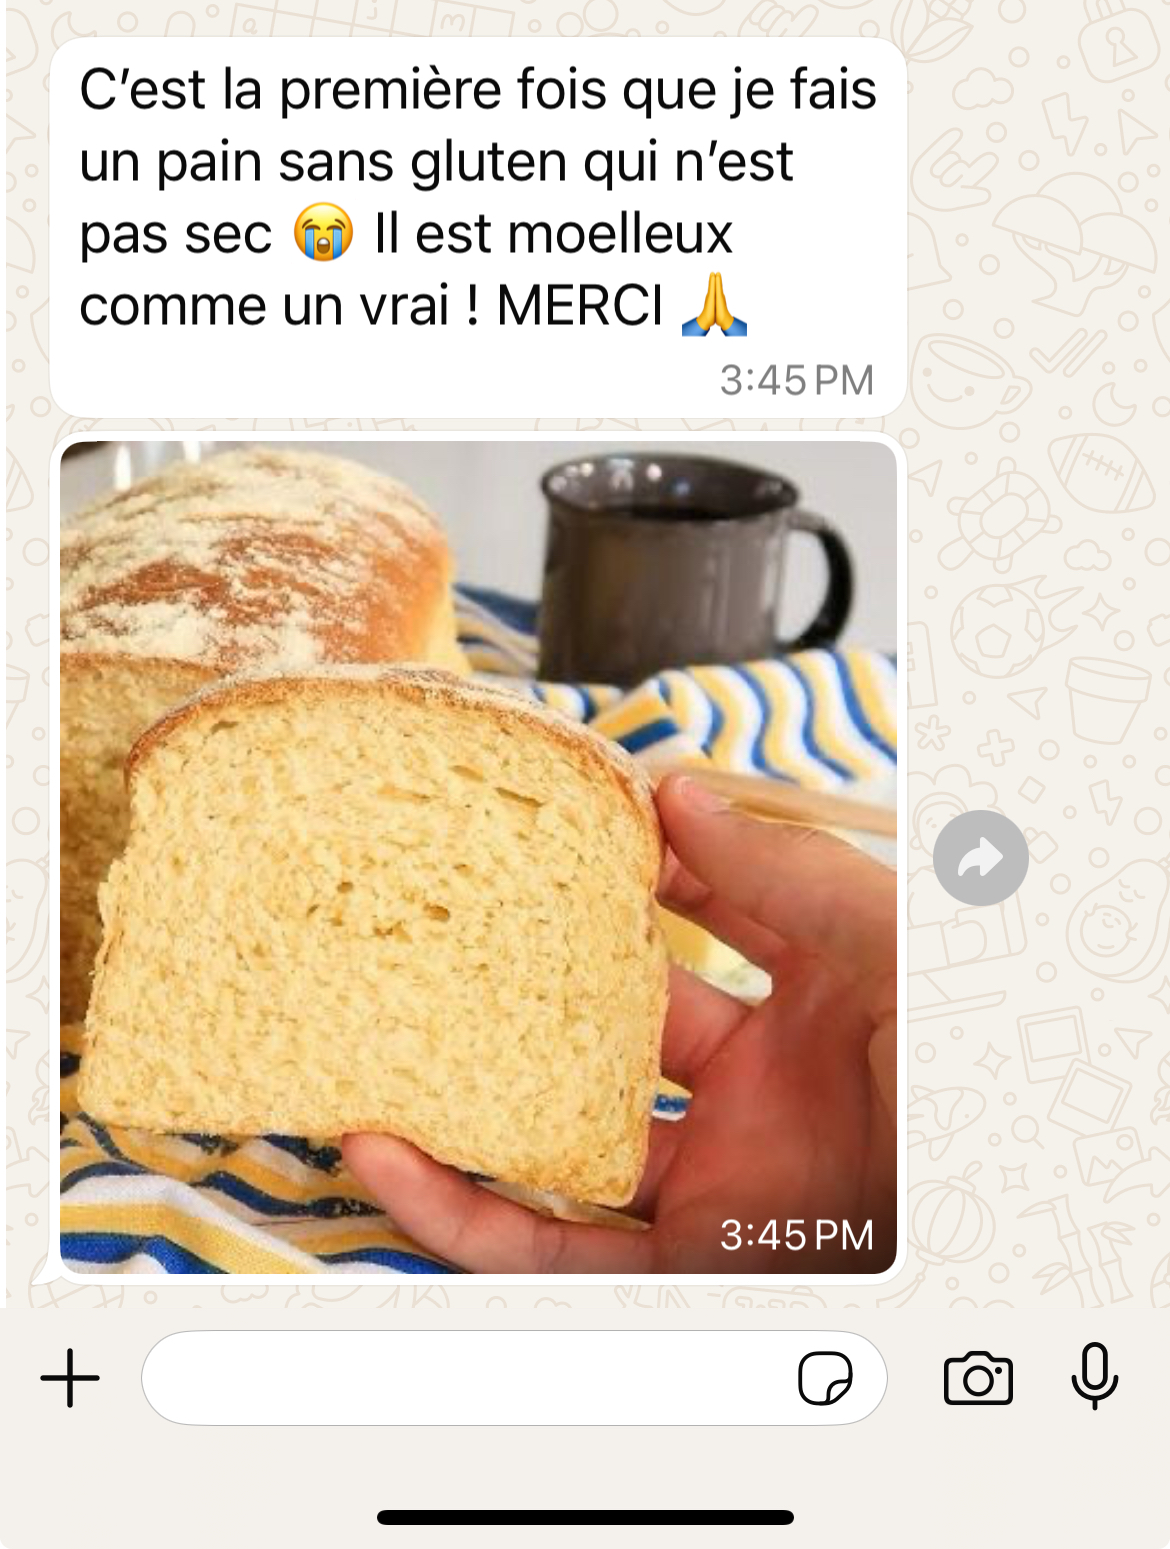 C’est la première fois que je fais
un pain sans gluten qui n’est
pas sec 😭 Il est moelleux
comme un vrai ! MERCI 🙏
3:45 PM
3:45 PM